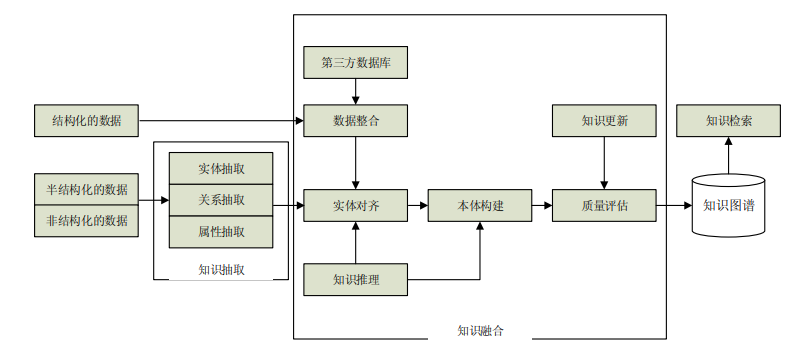 第三方数据库
结构化的数据
数据整合
知识更新
知识检索
实体抽取
半结构化的数据
关系抽取
非结构化的数据
属性抽取
知识抽取
实体对齐
本体构建
质量评估
知识图谱
知识推理
知识融合